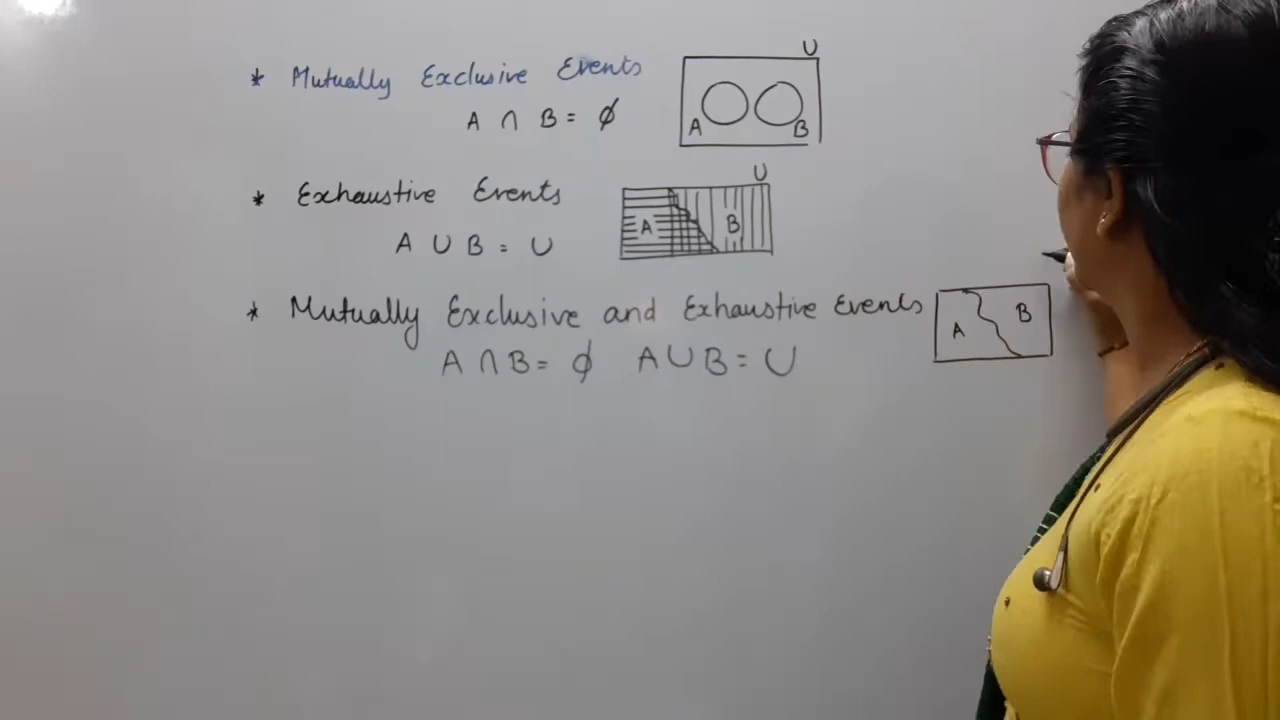 * Mutually Exclusive Events
U
A ∩ B = ϕ
A B
* Exhaustive Events
U
A B
A ∪ B = U
* Mutually Exclusive and Exhaustive Events
A B
A ∩ B = ϕ A ∪ B = U